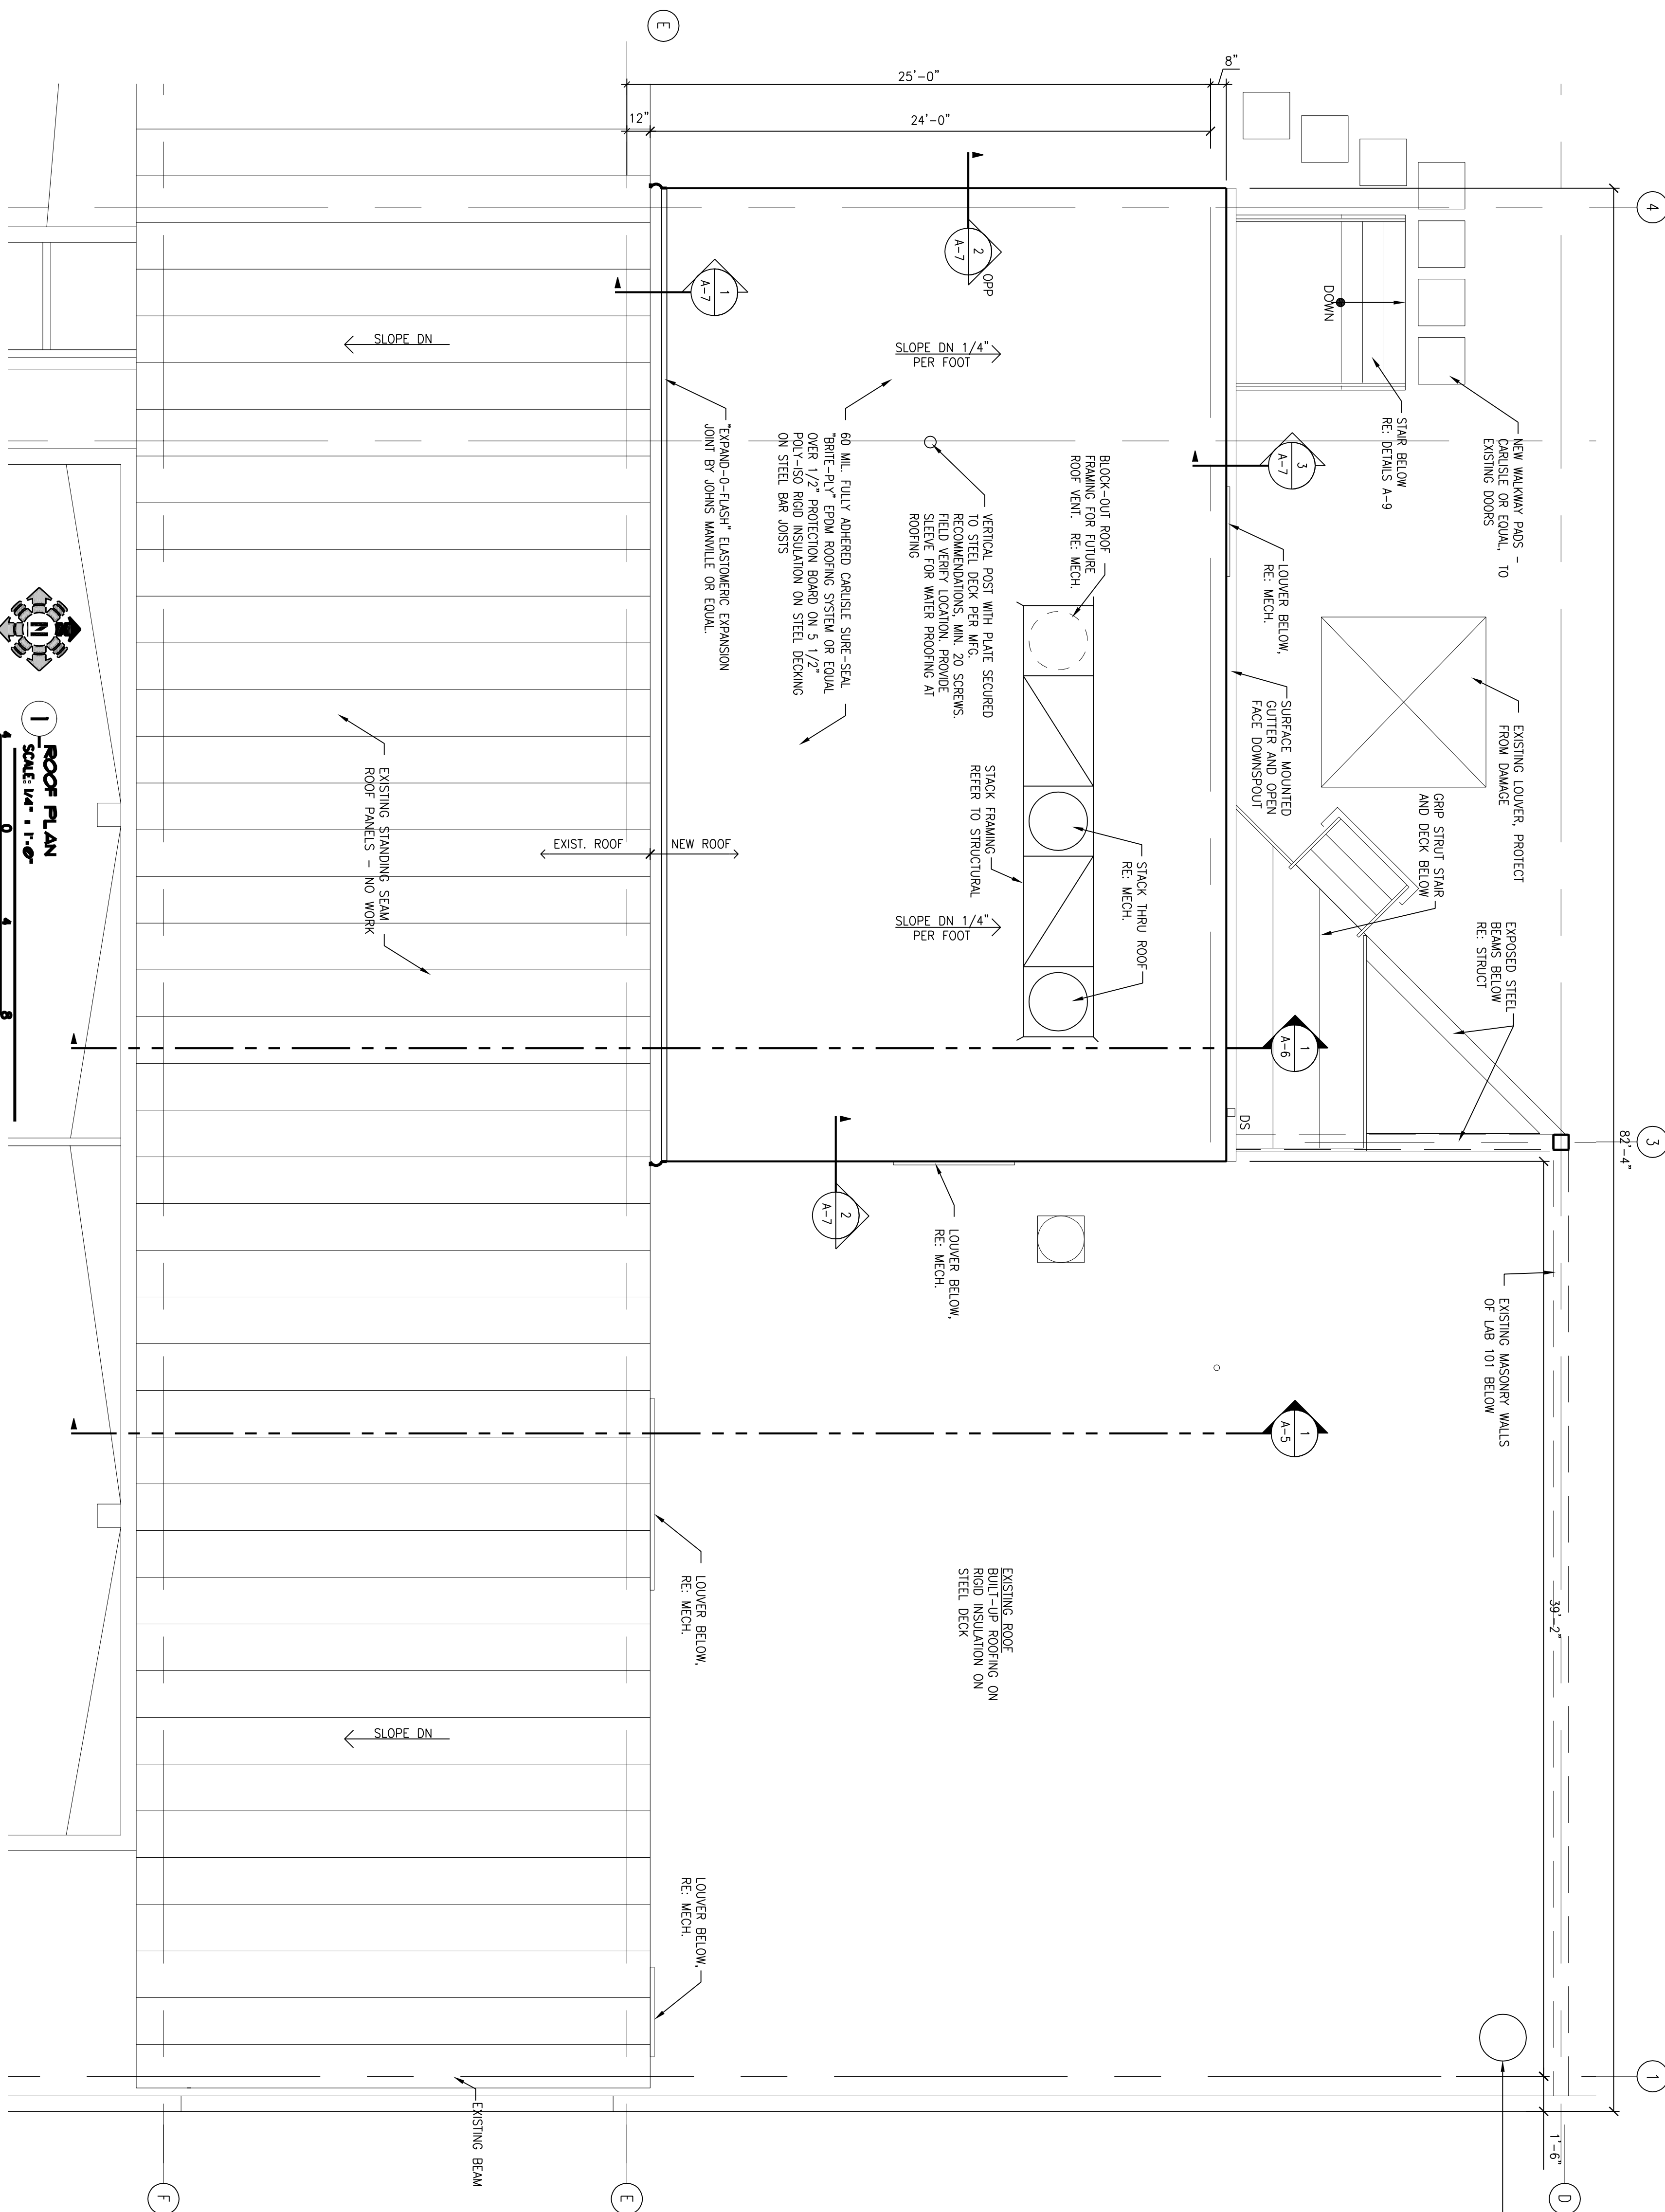 E
4
3
1
F
E
D
82'-4"
39'-2"
1'-6"
8"
25'-0"
24'-0"
12"
NEW WALKWAY PADS -
CARLISLE OR EQUAL, TO
EXISTING DOORS
STAIR BELOW
RE: DETAILS A-9
DOWN
EXISTING LOUVER, PROTECT
FROM DAMAGE
GRIP STRUT STAIR
AND DECK BELOW
EXPOSED STEEL
BEAMS BELOW
RE: STRUCT
EXISTING MASONRY WALLS
OF LAB 101 BELOW
3
A-7
LOUVER BELOW,
RE: MECH.
SURFACE MOUNTED
GUTTER AND OPEN
FACE DOWNSPOUT
1
A-6
DS
1
A-5
BLOCK-OUT ROOF
FRAMING FOR FUTURE
ROOF VENT. RE: MECH.
STACK THRU ROOF
RE: MECH.
STACK FRAMING
REFER TO STRUCTURAL
2
A-7
OPP
VERTICAL POST WITH PLATE SECURED
TO STEEL DECK PER MFG.
RECOMMENDATIONS, MIN. 20 SCREWS.
FIELD VERIFY LOCATION. PROVIDE
SLEEVE FOR WATER PROOFING AT
ROOFING
SLOPE DN 1/4"
PER FOOT
SLOPE DN 1/4"
PER FOOT
60 MIL. FULLY ADHERED CARLISLE SURE-SEAL
"BRITE-PLY" EPDM ROOFING SYSTEM OR EQUAL
OVER 1/2" PROTECTION BOARD ON 5 1/2"
POLY-ISO RIGID INSULATION ON STEEL DECKING
ON STEEL BAR JOISTS
1
A-7
"EXPAND-O-FLASH" ELASTOMERIC EXPANSION
JOINT BY JOHNS MANVILLE OR EQUAL.
2
A-7
LOUVER BELOW,
RE: MECH.
EXISTING ROOF
BUILT-UP ROOFING ON
RIGID INSULATION ON
STEEL DECK
LOUVER BELOW,
RE: MECH.
LOUVER BELOW,
RE: MECH.
EXIST. ROOF
NEW ROOF
SLOPE DN
EXISTING STANDING SEAM
ROOF PANELS - NO WORK
SLOPE DN
EXISTING BEAM
N
1
ROOF PLAN
SCALE: 1/4" = 1'-0"
4
0
4
8